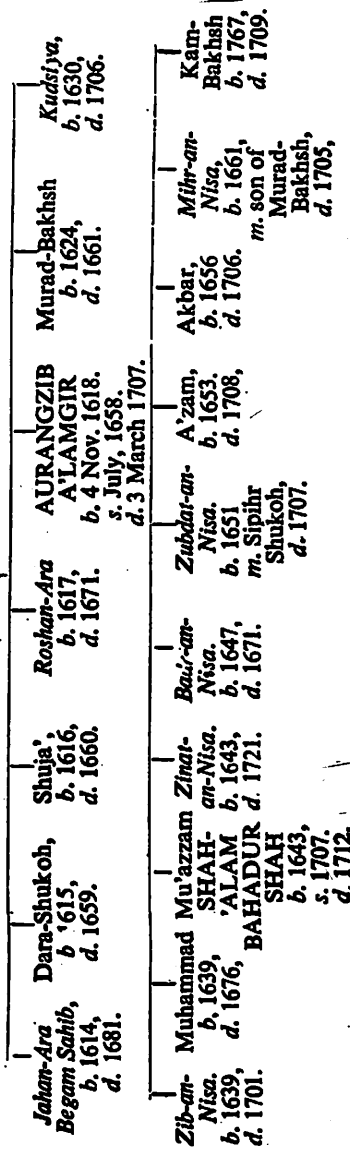 Jahan-Ara
Begam Sahib,
b. 1614,
d. 1681.
Dara-Shukoh,
b 1615,
d. 1659.
Shuja',
b. 1616,
d. 1660.
Roshan-Ara
b. 1617,
d. 1671.
AURANGZIB
A'LAMGIR
b. 4 Nov. 1618.
s. July, 1658.
d. 3 March 1707.
Murad-Bakhsh
b. 1624,
d. 1661.
Kudsiya,
b. 1630,
d. 1706.
Zib-an-
Nisa.
b. 1639,
d. 1701.
Muhammad
b. 1639,
d. 1676,
Mu'azzam
SHAH-
'ALAM
BAHADUR
SHAH
b. 1643,
s. 1707.
d. 1712.
Zinat-
an-Nisa.
b. 1643,
d. 1721.
Nisa.
b. 1647,
d. 1671.
Zubdat-an-
Nisa.
b. 1651
m. Sipihr
Shukoh,
d. 1707.
A'zam,
b. 1653.
d. 1708,
Akbar,
b. 1656
d. 1706.
Mihr-an-
Nisa,
b. 1661,
m. son of
Murad-
Bakhsh,
d. 1705,
Kam-
Bakhsh
b. 1767,
d. 1709.